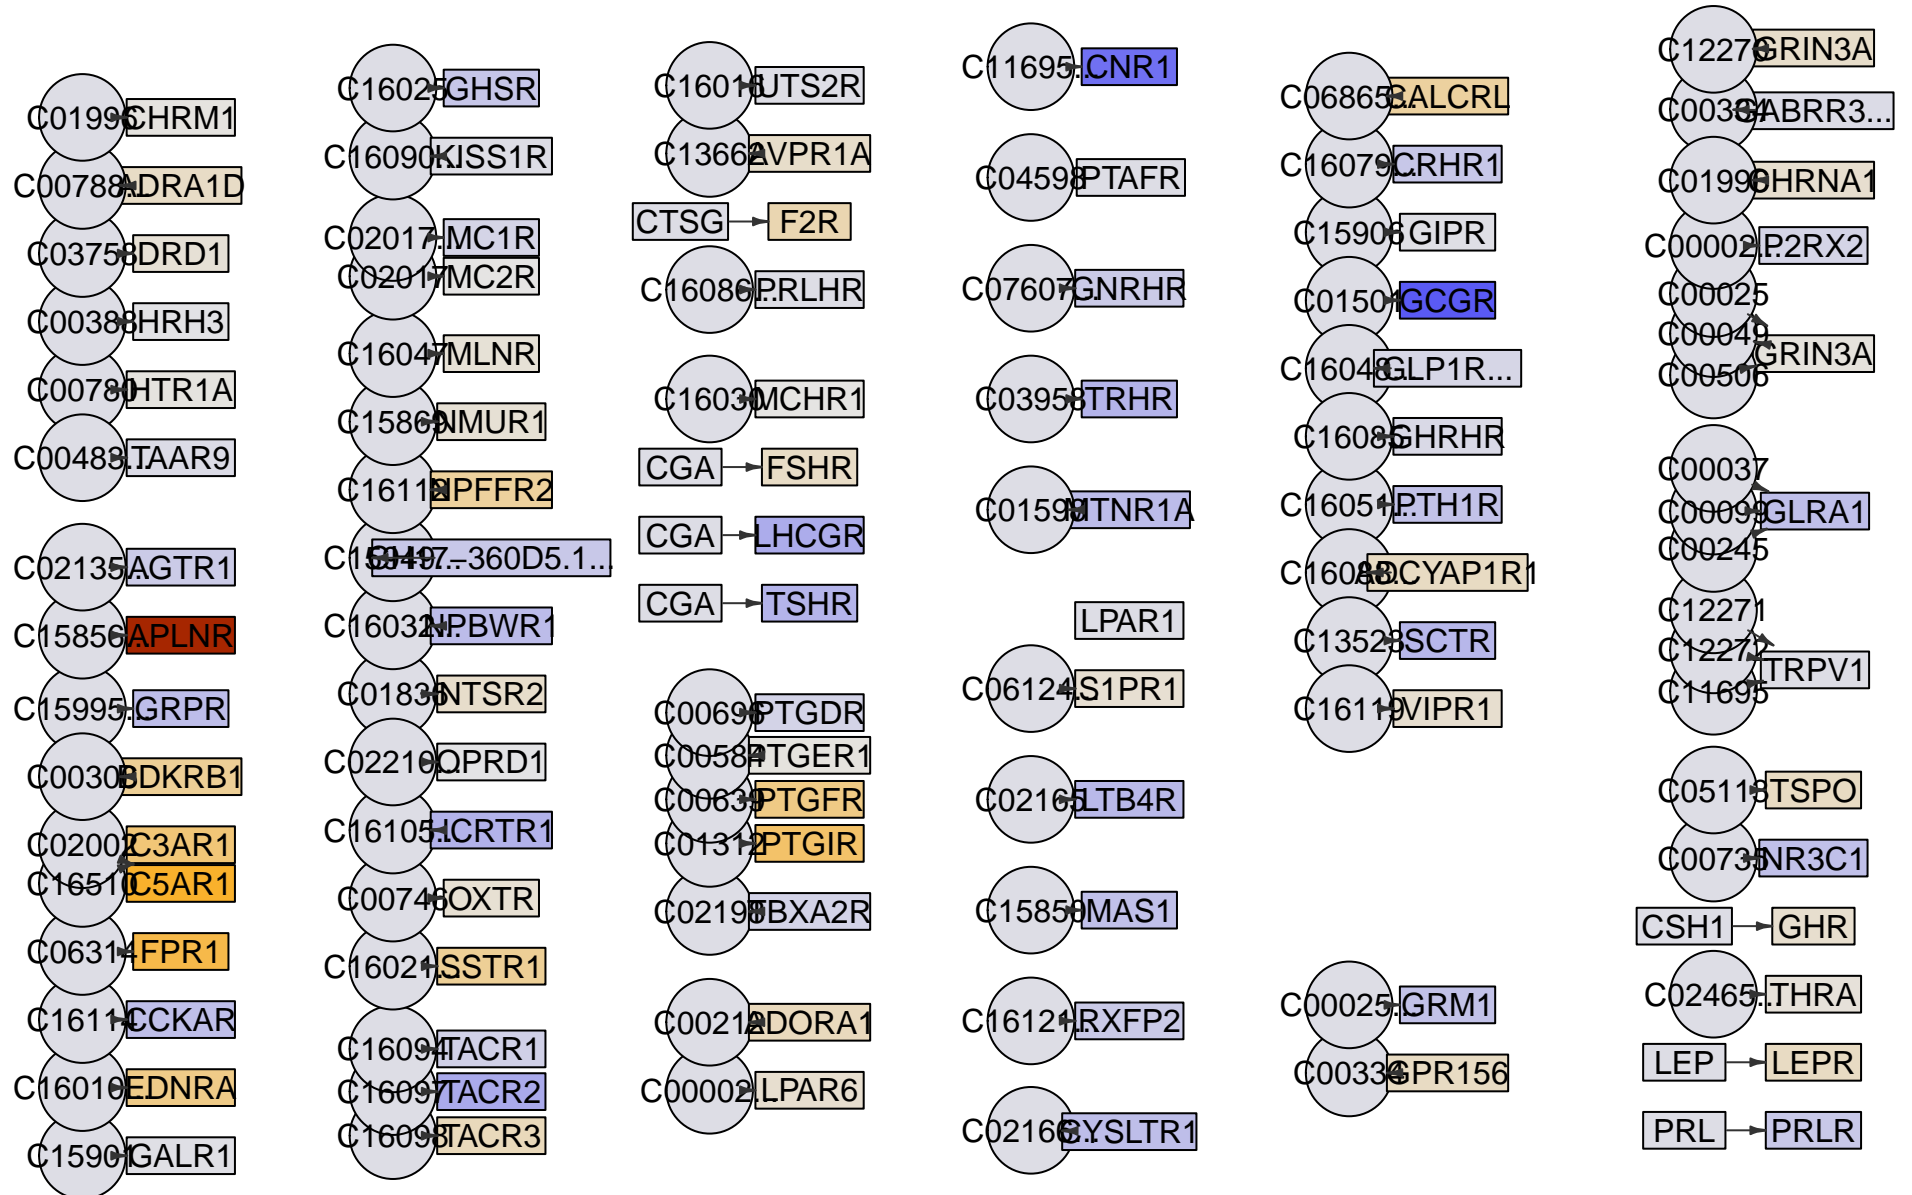 C01996 CHRM1
C00788... ADRA1D
C03758 DRD1
C00388 HRH3
C00780 HTR1A
C00483... TAAR9
C02135... AGTR1
C15856... APLNR
C15995... GRPR
C00306 BDKRB1
C02002 C3AR1
C16510 C5AR1
C06314 FPR1
C16114 CCKAR
C16010... EDNRA
C15901 GALR1
C16025 GHSR
C16090... KISS1R
C02017... MC1R
C02017 MC2R
C16047 MLNR
C15869 NMUR1
C16118 NPFFR2
C16032... NPBWR1
C01836 NTSR2
C02210... OPRD1
C16105... HCRTR1
C00746 OXTR
C16021... SSTR1
C16094 TACR1
C16097 TACR2
C16098 TACR3
C16016 UTS2R
C13662 AVPR1A
CTSG F2R
C16086... PRLHR
C16030 MCHR1
CGA FSHR
CGA LHCGR
CGA TSHR
C00696 PTGDR
C00584 PTGER1
C00639 PTGFR
C01312 PTGIR
C02198 TBXA2R
C00212 ADORA1
C00002... LPAR6
C11695... CNR1
C04598 PTAFR
C07607... GNRHR
C03958 TRHR
C01598 MTNR1A
LPAR1
C06124... S1PR1
C02165 LTB4R
C15850 MAS1
C16121... RXFP2
C02166... CYSLTR1
C06865... CALCRL
C16079... CRHR1
C15906 GIPR
C01501 GCGR
C16048... GLP1R...
C16085 GHRHR
C16051... PTH1R
ADCYAP1R1
C13523 SCTR
C16119 VIPR1
C00025... GRM1
C00334 GPR156
C12270 GRIN3A
C00334 GABRR3...
C01996 CHRNA1
C00002... P2RX2
C00025
C00049
GRIN3A
C00506
C00037
C00099 GLRA1
C00245
C12271
C12272
TRPV1
C11695
C05113 TSPO
C00735 NR3C1
CSH1 GHR
C02465... THRA
LEP LEPR
PRL PRLR